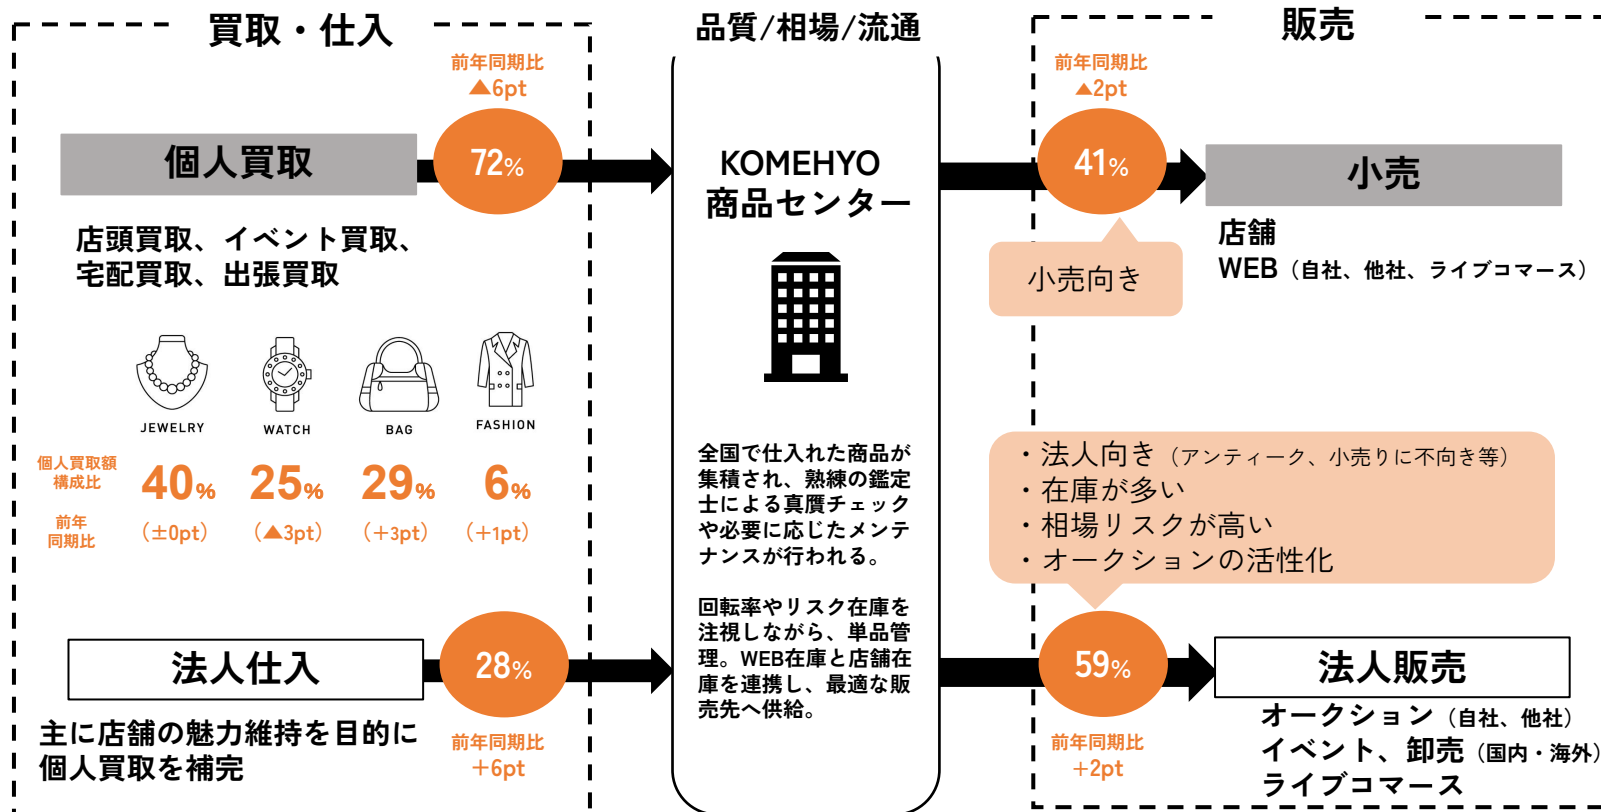 買取・仕入
前年同期比
▲6pt
個人買取
72%
店頭買取、イベント買取、
宅配買取、出張買取
JEWELRY
WATCH
BAG
FASHION
個人買取額
構成比
40%
25%
29%
6%
前年
同期比
(±0pt)
(▲3pt)
(+3pt)
(+1pt)
法人仕入
28%
主に店舗の魅力維持を目的に
個人買取を補完
前年同期比
+6pt
品質/相場/流通
KOMEHYO
商品センター
全国で仕入れた商品が
集積され、熟練の鑑定
士による真贋チェック
や必要に応じたメンテ
ナンスが行われる。
回転率やリスク在庫を
注視しながら、単品管
理。WEB在庫と店舗在
庫を連携し、最適な販
売先へ供給。
販売
前年同期比
▲2pt
41%
小売
小売向き
店舗
WEB（自社、他社、ライブコマース）
・法人向き（アンティーク、小売りに不向き等）
・在庫が多い
・相場リスクが高い
・オークションの活性化
59%
法人販売
前年同期比
+2pt
オークション（自社、他社）
イベント、卸売（国内・海外）
ライブコマース